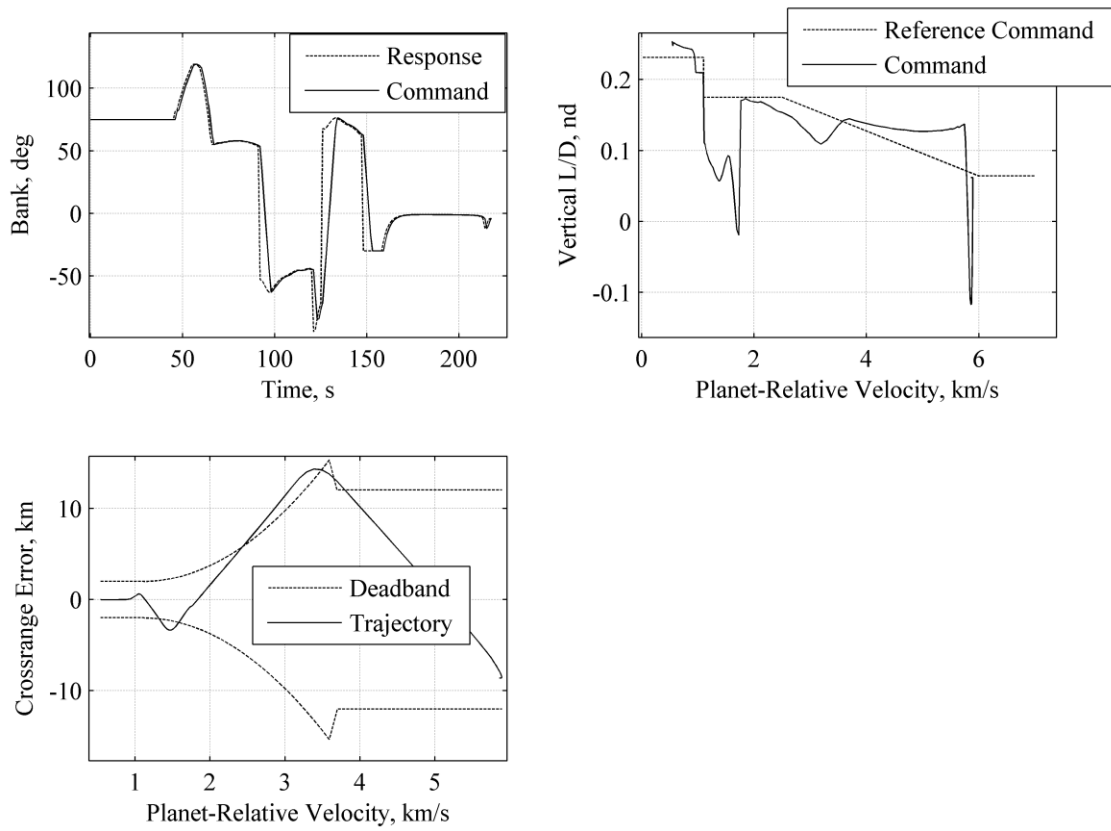 Response
Command
100
50
0
-50
Bank, deg
0 50 100 150 200
Time, s
Reference Command
Command
0.2
0.1
0
-0.1
Vertical L/D, nd
0 2 4 6
Planet-Relative Velocity, km/s
10
0
-10
Crossrange Error, km
Deadband
Trajectory
1 2 3 4 5
Planet-Relative Velocity, km/s